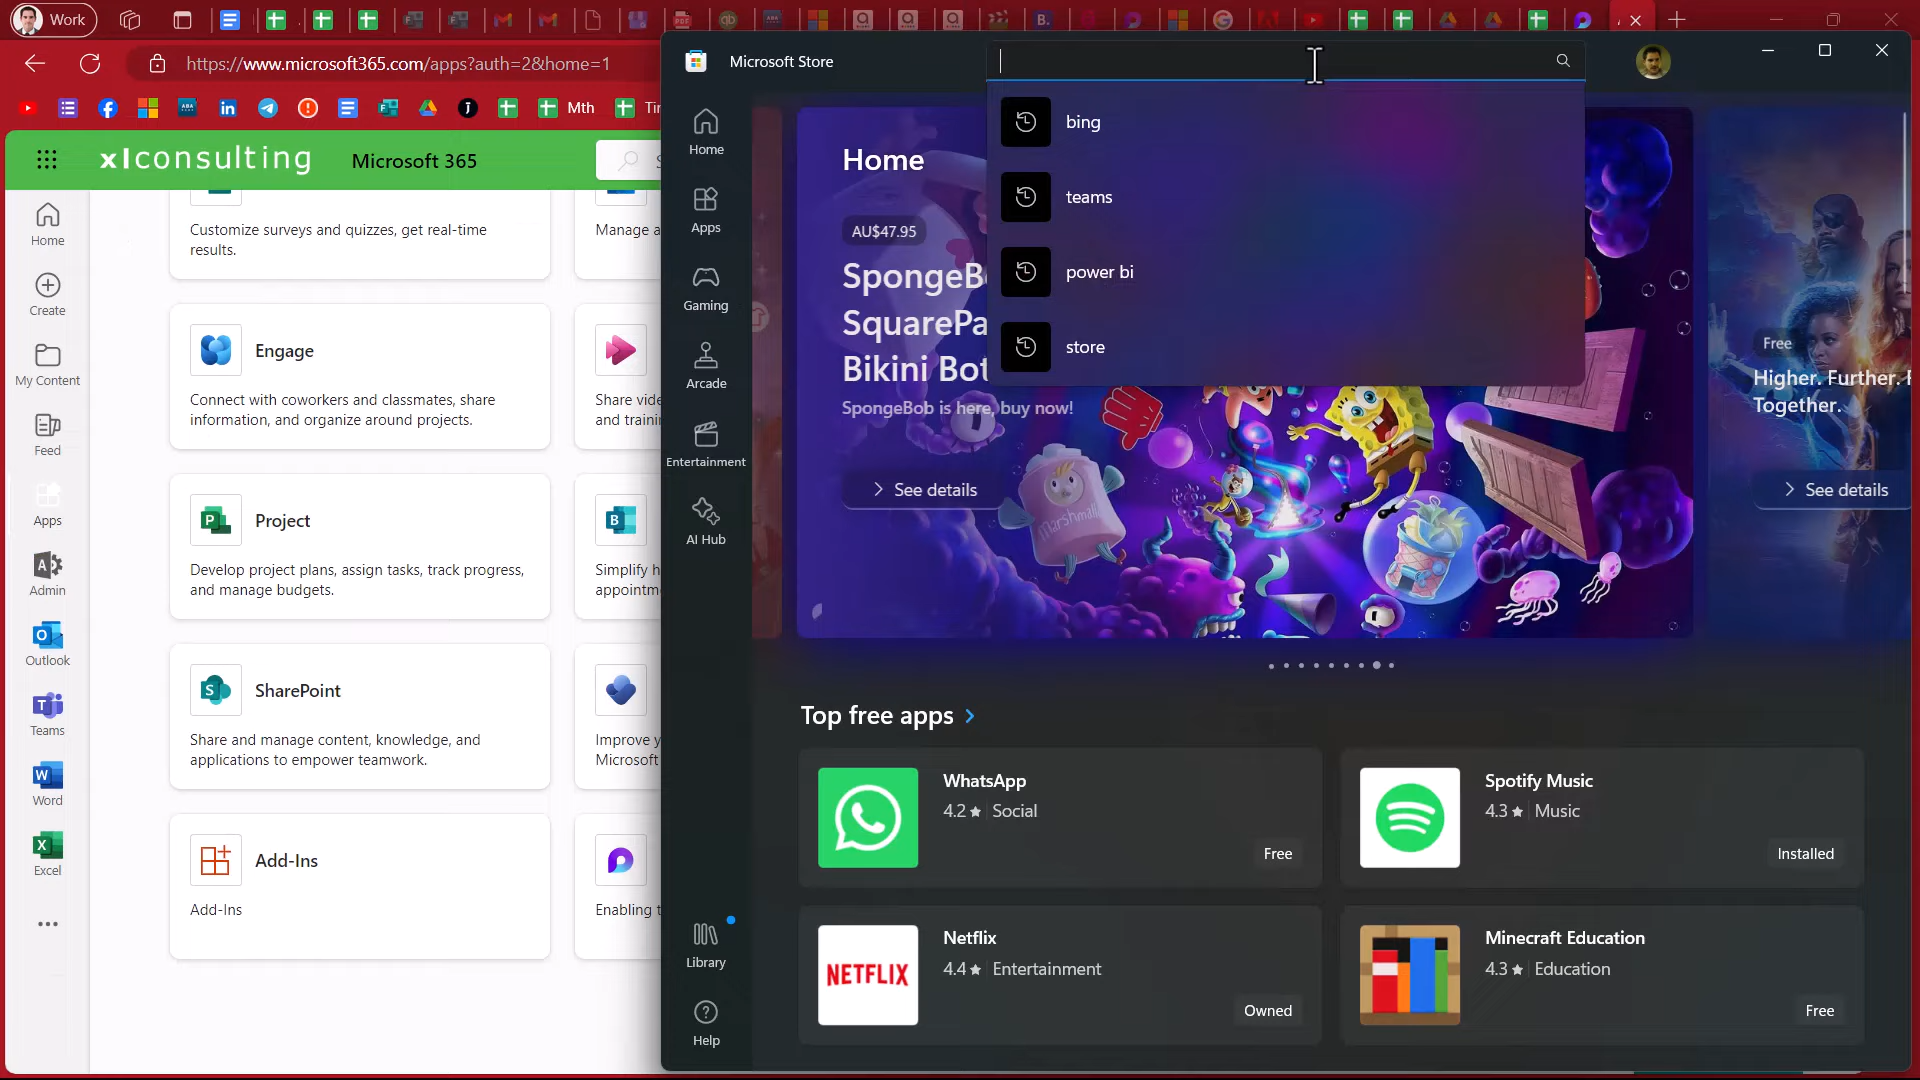 Work
https://www.microsoft365.com/apps?auth=2&home=1
Mth
xlconsulting
Microsoft 365
Home
Create
My Content
Feed
Apps
Admin
Outlook
Teams
Word
Excel
Customize surveys and quizzes, get real-time
results.
Manage a
Engage
Connect with coworkers and classmates, share
information, and organize around projects.
Share vide
and traini
Project
Develop project plans, assign tasks, track progress,
and manage budgets.
Simplify h
appointm
SharePoint
Share and manage content, knowledge, and
applications to empower teamwork.
Improve y
Microsoft
Add-Ins
Add-Ins
Enabling t
Microsoft Store
Home
Apps
Gaming
Arcade
Entertainment
AI Hub
Library
Help
bing
teams
power bi
store
Home
AU$47.95
SpongeB
SquarePa
Bikini Bot
SpongeBob is here, buy now!
See details
Marshmall
Free
Higher. Further. F
Together.
See details
Top free apps
WhatsApp
4.2★ Social
Free
Spotify Music
4.3★ Music
Installed
NETFLIX
Netflix
4.4★ Entertainment
Owned
Minecraft Education
4.3★ Education
Free